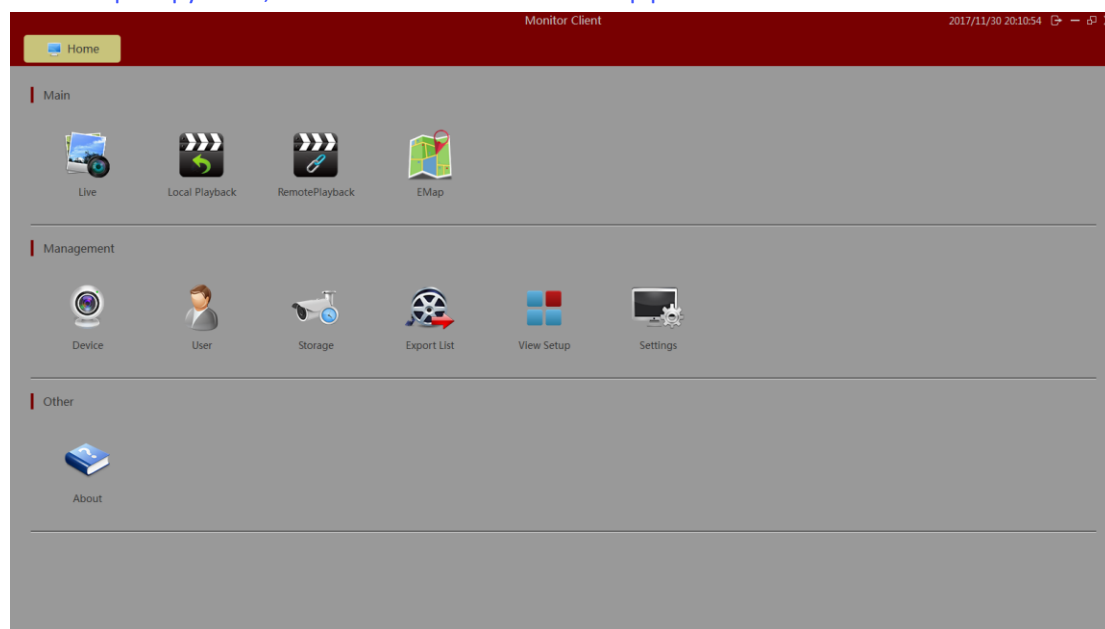 Monitor Client
2017/11/30 20:10:54
Home
Main
Live
Local Playback
RemotePlayback
EMap
Management
Device
User
Storage
Export List
View Setup
Settings
Other
About